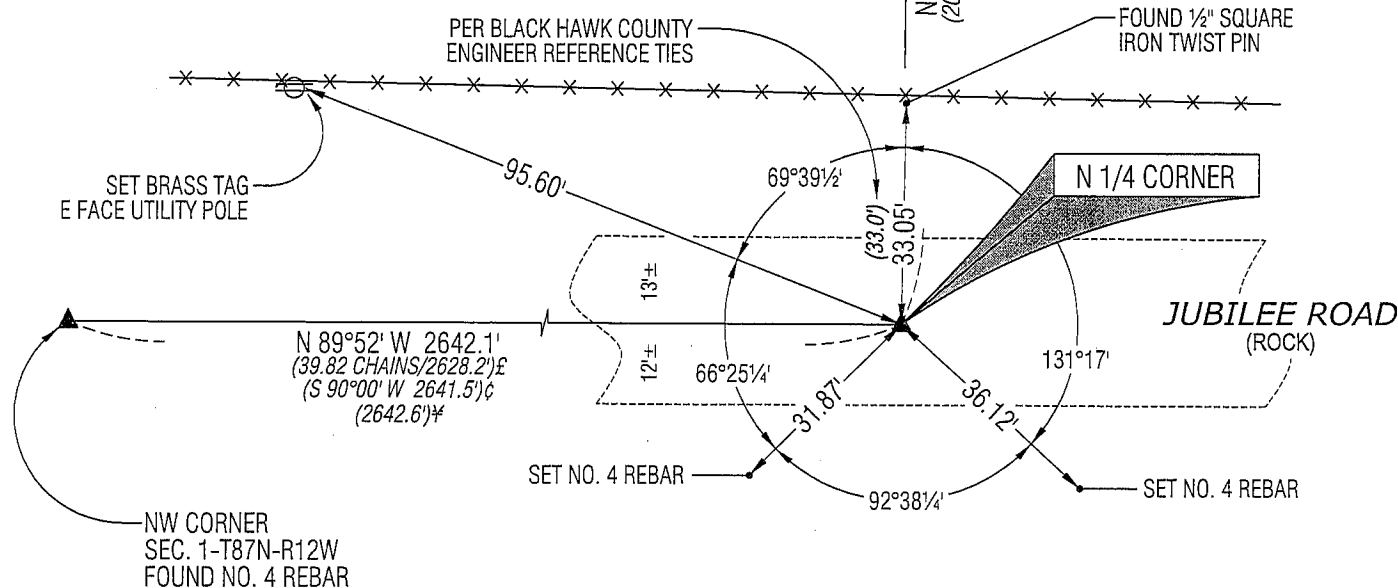 N
(20
PER BLACK HAWK COUNTY
ENGINEER REFERENCE TIES
FOUND ½" SQUARE
IRON TWIST PIN
SET BRASS TAG
E FACE UTILITY POLE
95.60'
69°39½'
N 1/4 CORNER
(33.0')
33.05'
13'±
12'±
JUBILEE ROAD
(ROCK)
N 89°52' W 2642.1'
(39.82 CHAINS/2628.2')£
(S 90°00' W 2641.5')¢
(2642.6')¥
66°25¼'
131°17'
31.87'
36.12'
SET NO. 4 REBAR
92°38¼'
SET NO. 4 REBAR
NW CORNER
SEC. 1-T87N-R12W
FOUND NO. 4 REBAR